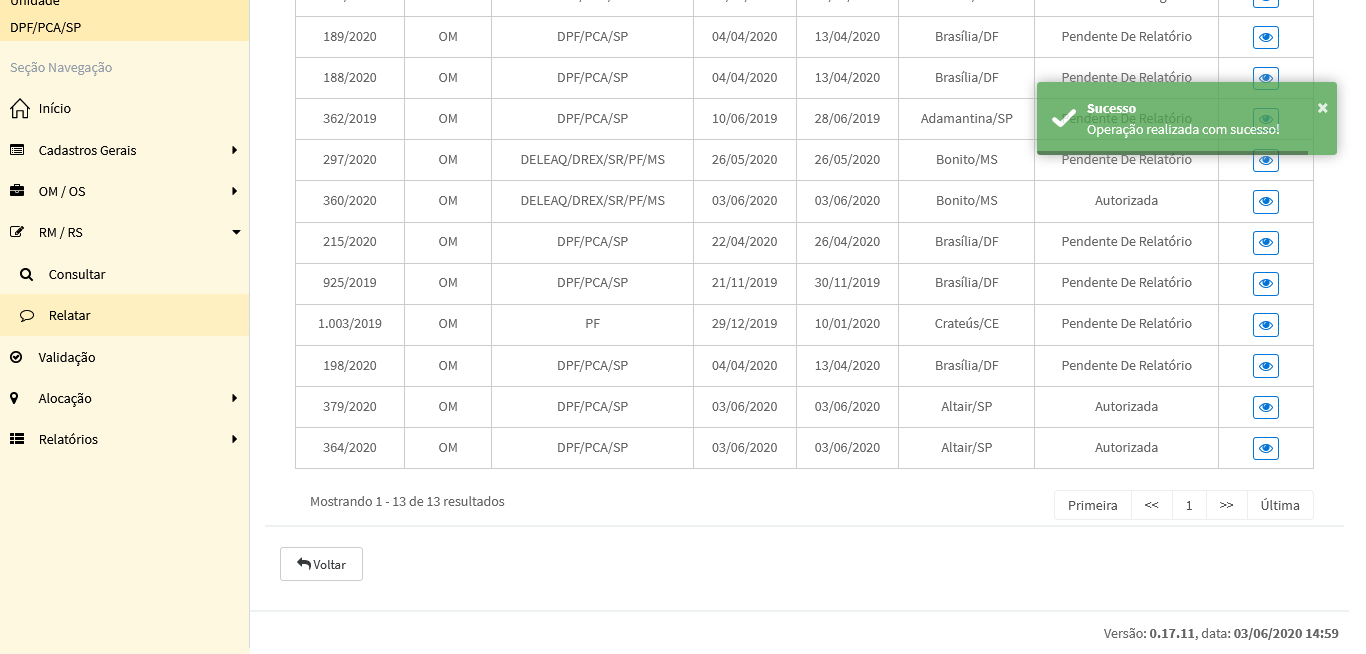 Unidade
DPF/PCA/SP
Seção Navegação
Início
Cadastros Gerais
OM / OS
RM / RS
Consultar
Relatar
Validação
Alocação
Relatórios
189/2020 OM DPF/PCA/SP 04/04/2020 13/04/2020 Brasília/DF Pendente De Relatório
188/2020 OM DPF/PCA/SP 04/04/2020 13/04/2020 Brasília/DF Pendente De Relatório
362/2019 OM DPF/PCA/SP 10/06/2019 28/06/2019 Adamantina/SP Pendente De Relatório
Sucesso ×
Operação realizada com sucesso!
297/2020 OM DELEAQ/DREX/SR/PF/MS 26/05/2020 26/05/2020 Bonito/MS Pendente De Relatório
360/2020 OM DELEAQ/DREX/SR/PF/MS 03/06/2020 03/06/2020 Bonito/MS Autorizada
215/2020 OM DPF/PCA/SP 22/04/2020 26/04/2020 Brasília/DF Pendente De Relatório
925/2019 OM DPF/PCA/SP 21/11/2019 30/11/2019 Brasília/DF Pendente De Relatório
1.003/2019 OM PF 29/12/2019 10/01/2020 Crateús/CE Pendente De Relatório
198/2020 OM DPF/PCA/SP 04/04/2020 13/04/2020 Brasília/DF Pendente De Relatório
379/2020 OM DPF/PCA/SP 03/06/2020 03/06/2020 Altair/SP Autorizada
364/2020 OM DPF/PCA/SP 03/06/2020 03/06/2020 Altair/SP Autorizada
Mostrando 1 - 13 de 13 resultados
Primeira << 1 >> Última
Voltar
Versão: 0.17.11, data: 03/06/2020 14:59